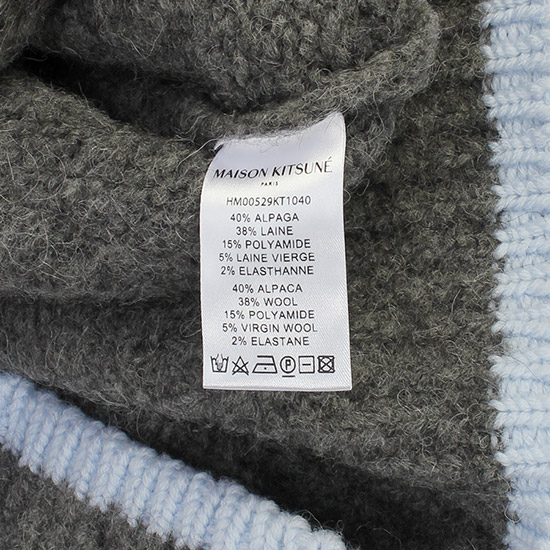 MAISON KITSUNÉ
PARIS
HM00529KT1040
40% ALPAGA
38% LAINE
15% POLYAMIDE
5% LAINE VIERGE
2% ELASTHANNE
40% ALPACA
38% WOOL
15% POLYAMIDE
5% VIRGIN WOOL
2% ELASTANE